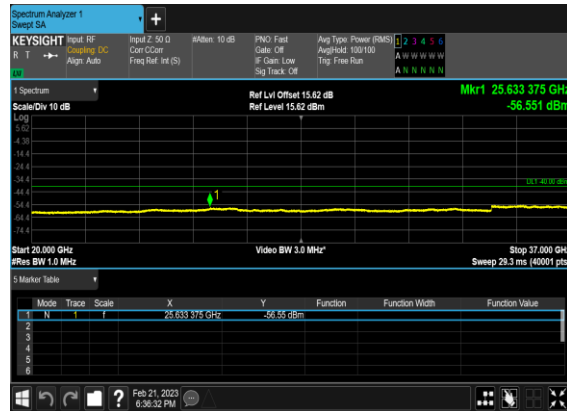 Spectrum Analyzer 1
Swept SA
+
KEYSIGHT Input: RF Input Z: 50 Ω #Atten: 10 dB PNO: Fast Avg Type: Power (RMS) 1 2 3 4 5 6
R T Coupling: DC Corr CCorr Gate: Off Avg|Hold: 100/100 A W W W W W
Align: Auto Freq Ref: Int (S) IF Gain: Low Trig: Free Run
Sig Track: Off A N N N N N
1 Spectrum Ref Lvl Offset 15.62 dB Mkr1 25.633 375 GHz
Scale/Div 10 dB Ref Level 15.62 dBm -56.551 dBm
Log
5.62
-4.38
-14.4
-24.4
-34.4
DL1 -40.00 dBm
-44.4
1
-54.4
-64.4
-74.4
Start 20.000 GHz Video BW 3.0 MHz* Stop 37.000 GHz
#Res BW 1.0 MHz Sweep 29.3 ms (40001 pts)
5 Marker Table
Mode Trace Scale X Y Function Function Width Function Value
1 N 1 f 25.633 375 GHz -56.55 dBm
2
3
4
5
6
? Feb 21, 2023
6:36:32 PM